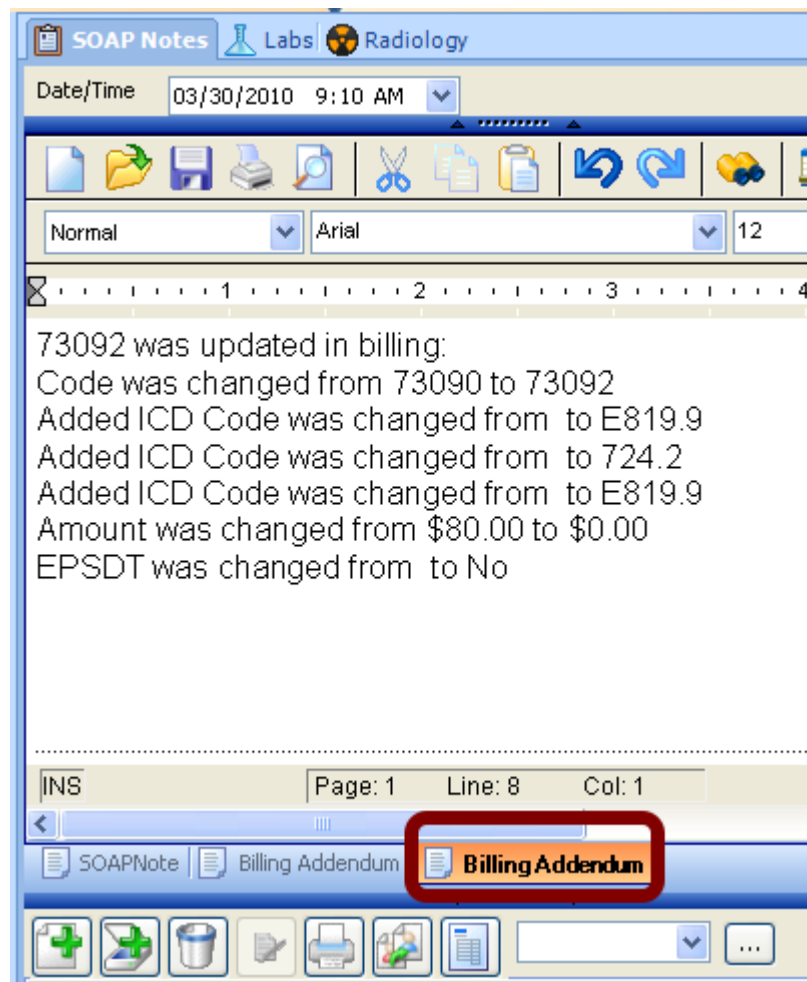 SOAP Notes Labs Radiology
Date/Time 03/30/2010 9:10 AM
Normal Arial 12
1 2 3 4
73092 was updated in billing:
Code was changed from 73090 to 73092
Added ICD Code was changed from  to E819.9
Added ICD Code was changed from  to 724.2
Added ICD Code was changed from  to E819.9
Amount was changed from $80.00 to $0.00
EPSDT was changed from  to No
INS Page: 1 Line: 8 Col: 1
SOAPNote Billing Addendum Billing Addendum
...